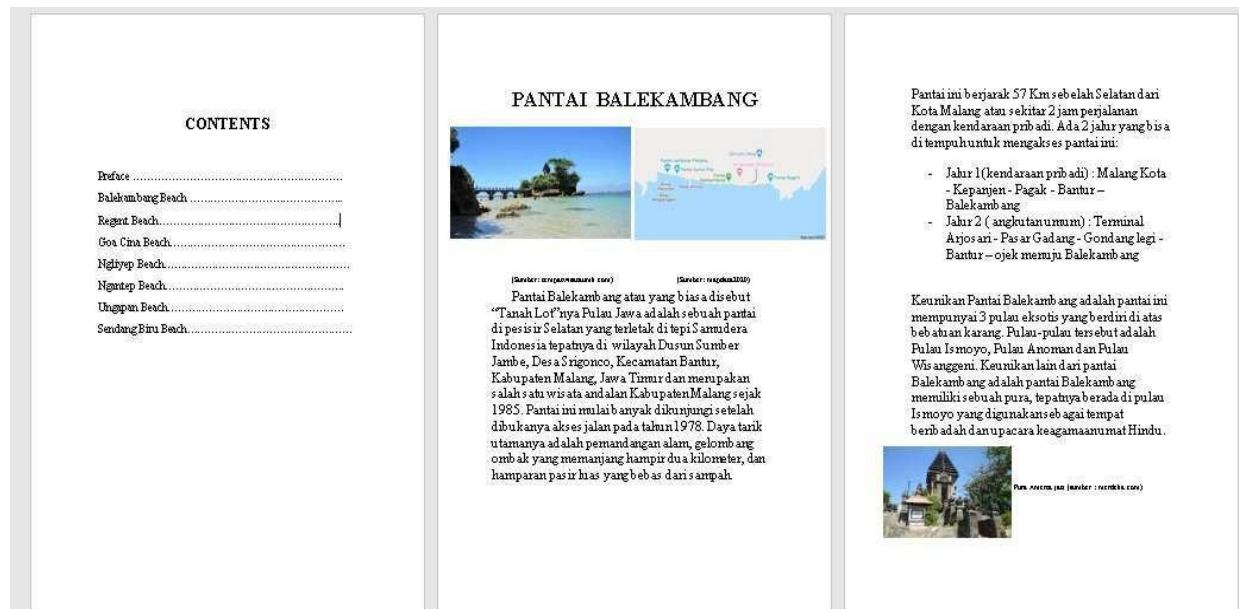 CONTENTS
Preface ……………………………………………………
Balekambang Beach ……………………………………..
Regent Beach……………………………………………..
Goa Cina Beach……………………………………………
Ngliyep Beach………………………………………………
Ngantep Beach……………………………………………..
Ungapan Beach……………………………………………
Sendang Biru Beach…………………………………………
PANTAI BALEKAMBANG
Pantai Balekambang atau yang biasa disebut
“Tanah Lot”nya Pulau Jawa adalah sebuah pantai
di pesisir Selatan yang terletak di tepi Samudera
Indonesia tepatnya di wilayah Dusun Sumber
Jambe, Desa Srigonco, Kecamatan Bantur,
Kabupaten Malang, Jawa Timur dan merupakan
salah satu wisata andalan Kabupaten Malang sejak
1985. Pantai ini mulai banyak dikunjungi setelah
dibukanya akses jalan pada tahun 1978. Daya tarik
utamanya adalah pemandangan alam, gelombang
ombak yang memanjang hampir dua kilometer, dan
hamparan pasir luas yang bebas dari sampah.
Pantai ini berjarak 57 Km sebelah Selatan dari
Kota Malang atau sekitar 2 jam perjalanan
dengan kendaraan pribadi. Ada 2 jalur yang bisa
di tempuh untuk mengakses pantai ini:
- Jalur 1(kendaraan pribadi) : Malang Kota
- Kepanjen - Pagak - Bantur –
Balekambang
- Jalur 2 ( angkutan umum) : Terminal
Arjosari - Pasar Gadang - Gondang legi -
Bantur – ojek menuju Balekambang
Keunikan Pantai Balekambang adalah pantai ini
mempunyai 3 pulau eksotis yang berdiri di atas
bebatuan karang. Pulau-pulau tersebut adalah
Pulau Ismoyo, Pulau Anoman dan Pulau
Wisanggeni. Keunikan lain dari pantai
Balekambang adalah pantai Balekambang
memiliki sebuah pura, tepatnya berada di pulau
Ismoyo yang digunakan sebagai tempat
beribadah dan upacara keagamaan umat Hindu.
(sumber : merdeka.com)